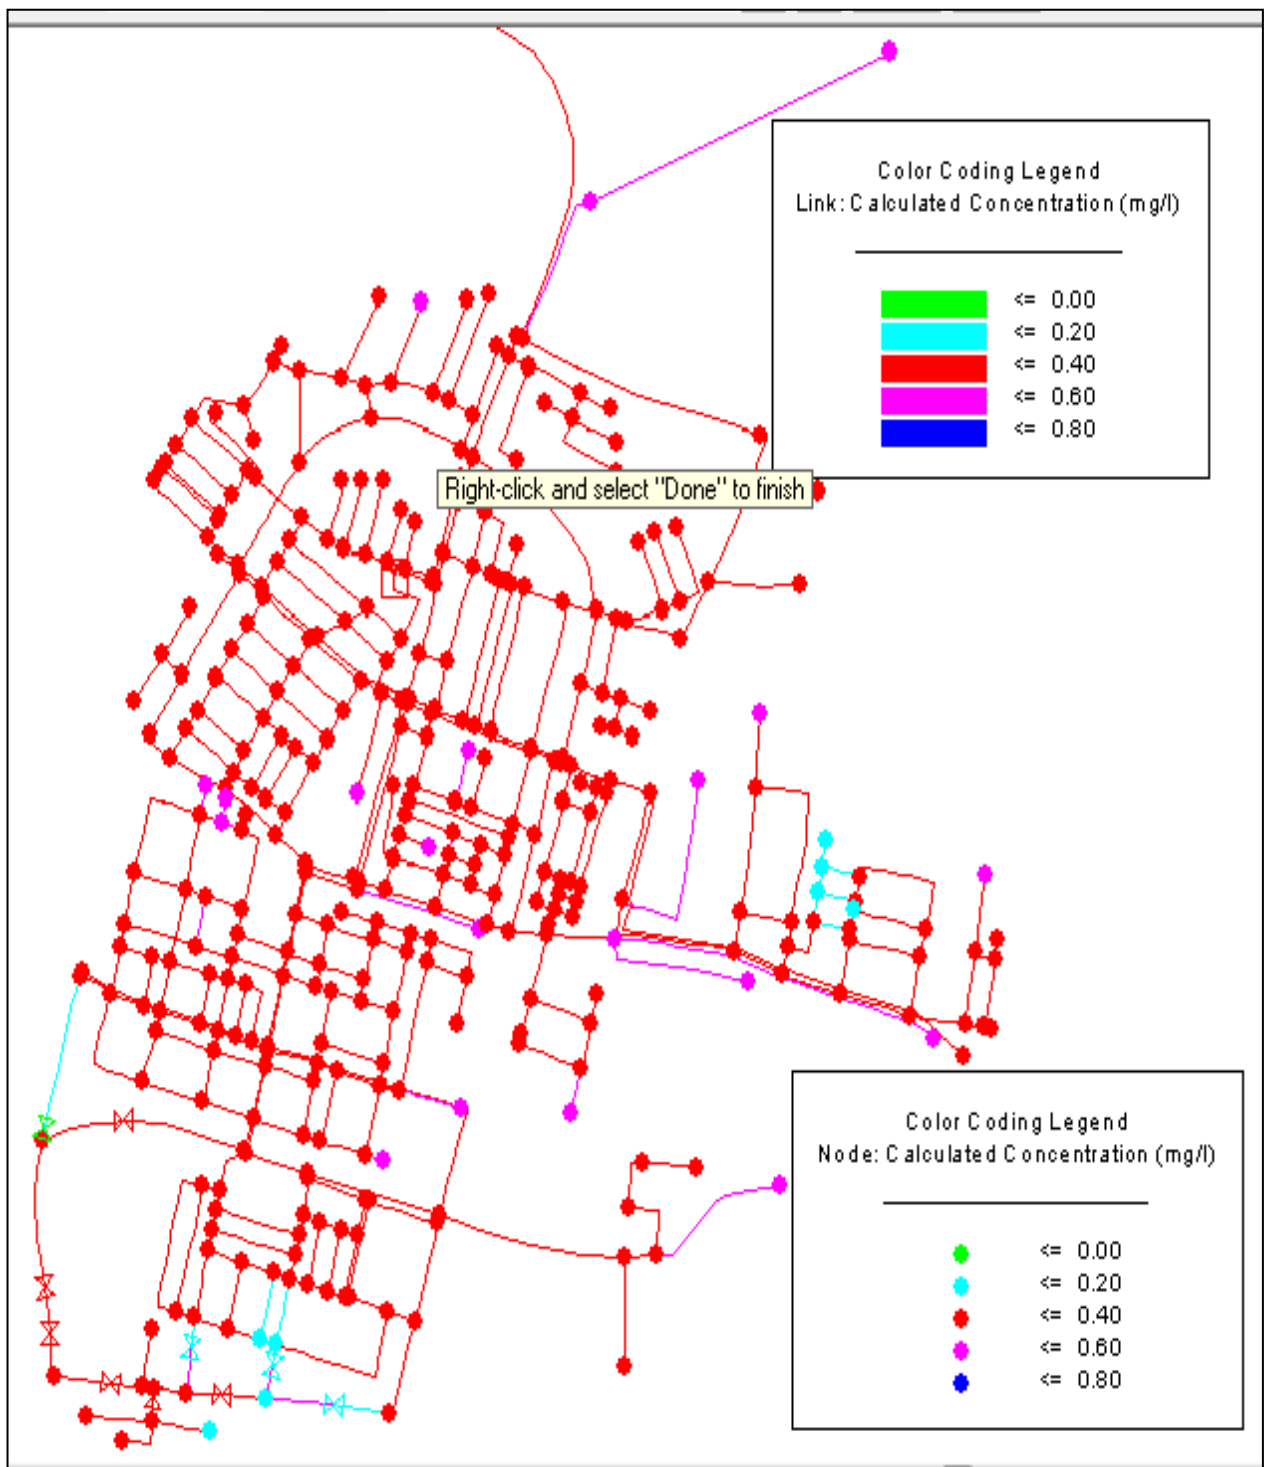 Color Coding Legend
Link: Calculated Concentration (mg/l)
<= 0.00
<= 0.20
<= 0.40
<= 0.60
<= 0.80
Right-click and select "Done" to finish
Color Coding Legend
Node: Calculated Concentration (mg/l)
<= 0.00
<= 0.20
<= 0.40
<= 0.60
<= 0.80